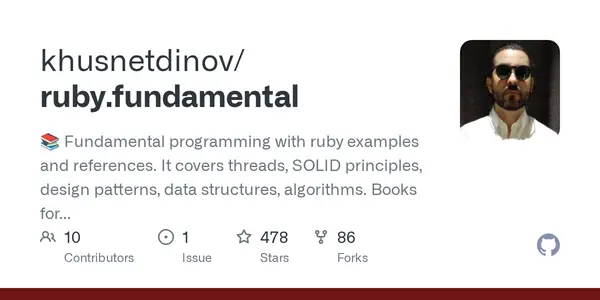 khusnetdinov/
ruby.fundamental
📚 Fundamental programming with ruby examples
and references. It covers threads, SOLID principles,
design patterns, data structures, algorithms. Books
for...
10 1 478 86
Contributors Issue Stars Forks